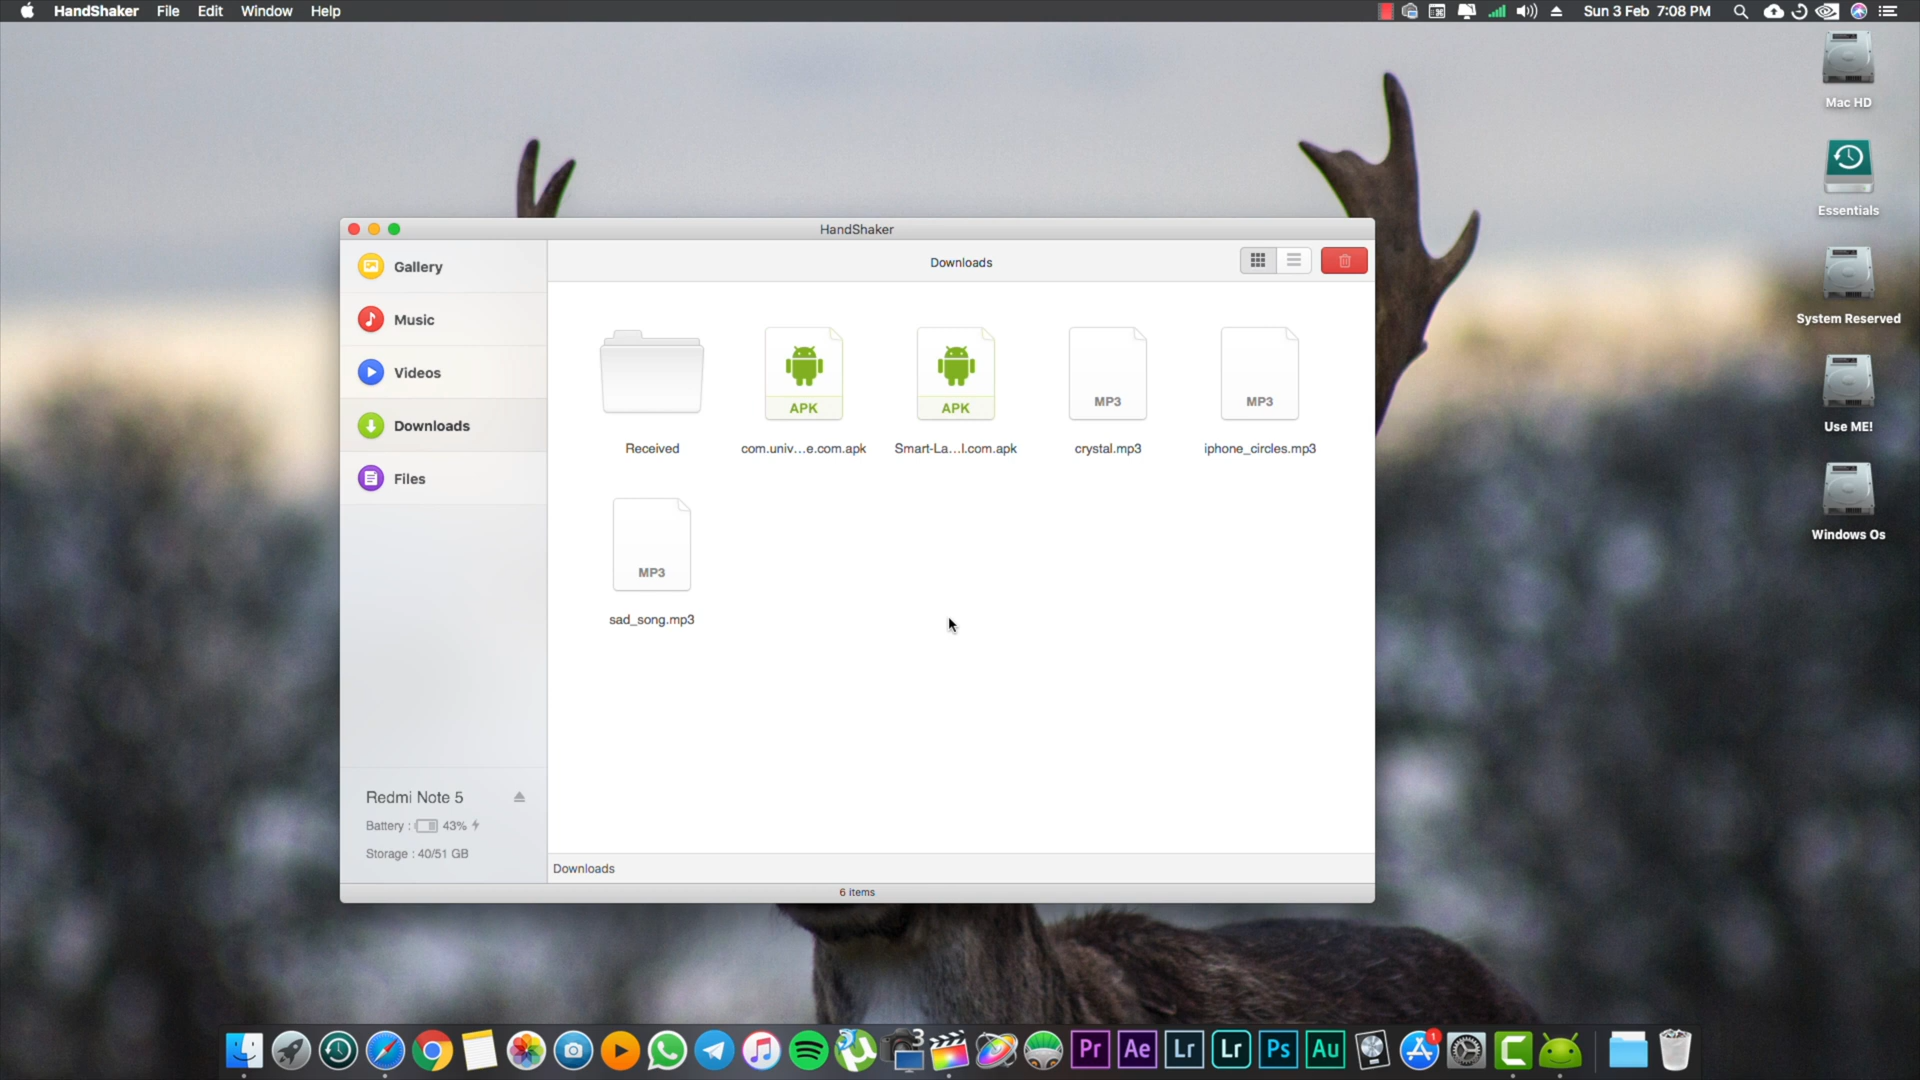 HandShaker File Edit Window Help
Sun 3 Feb 7:08 PM
Mac HD
Essentials
System Reserved
Use ME!
Windows Os
HandShaker
Gallery
Music
Videos
Downloads
Files
Downloads
APK
APK
MP3
MP3
Received
com.univ...e.com.apk
Smart-La...l.com.apk
crystal.mp3
iphone_circles.mp3
MP3
sad_song.mp3
Redmi Note 5
Battery : 43%
Storage : 40/51 GB
Downloads
6 items
3
Pr
Ae
Lr
Lr
Ps
Au
1